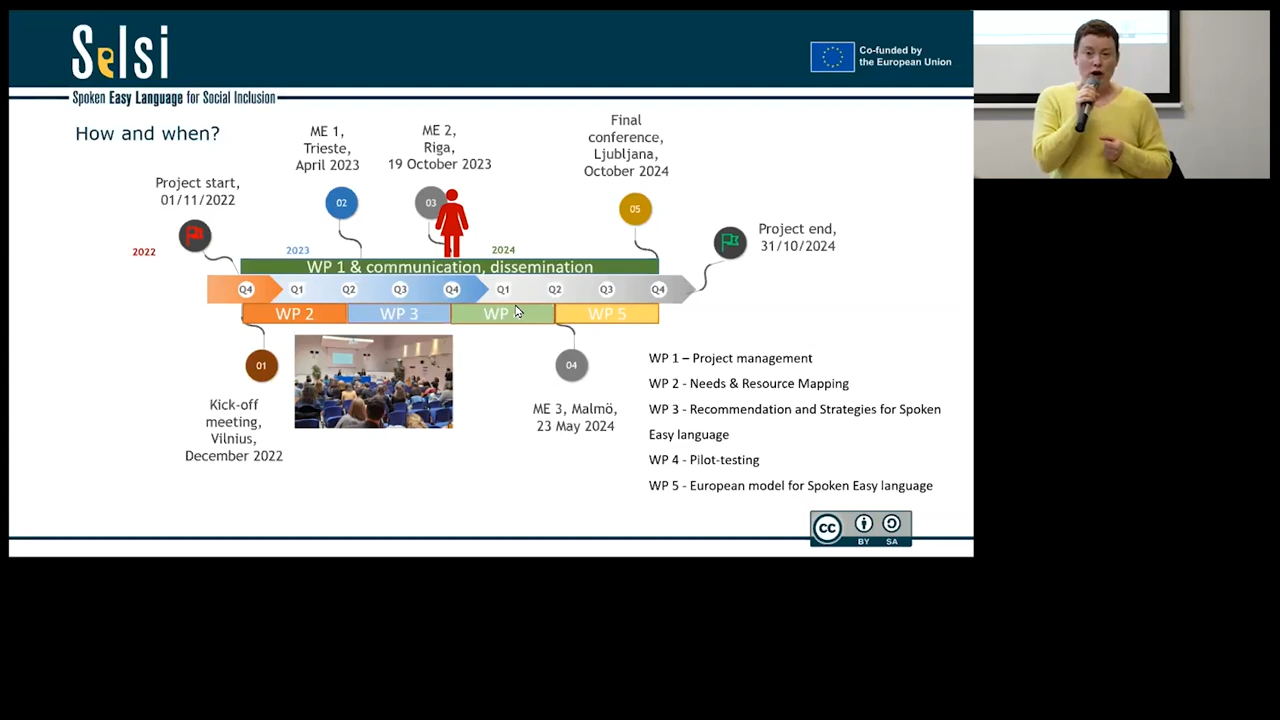 Selsi
Spoken Easy Language for Social Inclusion
Co-funded by
the European Union
How and when?
Project start,
01/11/2022
ME 1,
Trieste,
April 2023
ME 2,
Riga,
19 October 2023
Final
conference,
Ljubljana,
October 2024
Project end,
31/10/2024
02
03
05
2022
2023
2024
WP 1 & communication, dissemination
Q4 Q1 Q2 Q3 Q4 Q1 Q2 Q3 Q4
WP 2 WP 3 WP WP 5
01
04
Kick-off
meeting,
Vilnius,
December 2022
ME 3, Malmö,
23 May 2024
WP 1 – Project management
WP 2 - Needs & Resource Mapping
WP 3 - Recommendation and Strategies for Spoken
Easy language
WP 4 - Pilot-testing
WP 5 - European model for Spoken Easy language
cc
BY SA